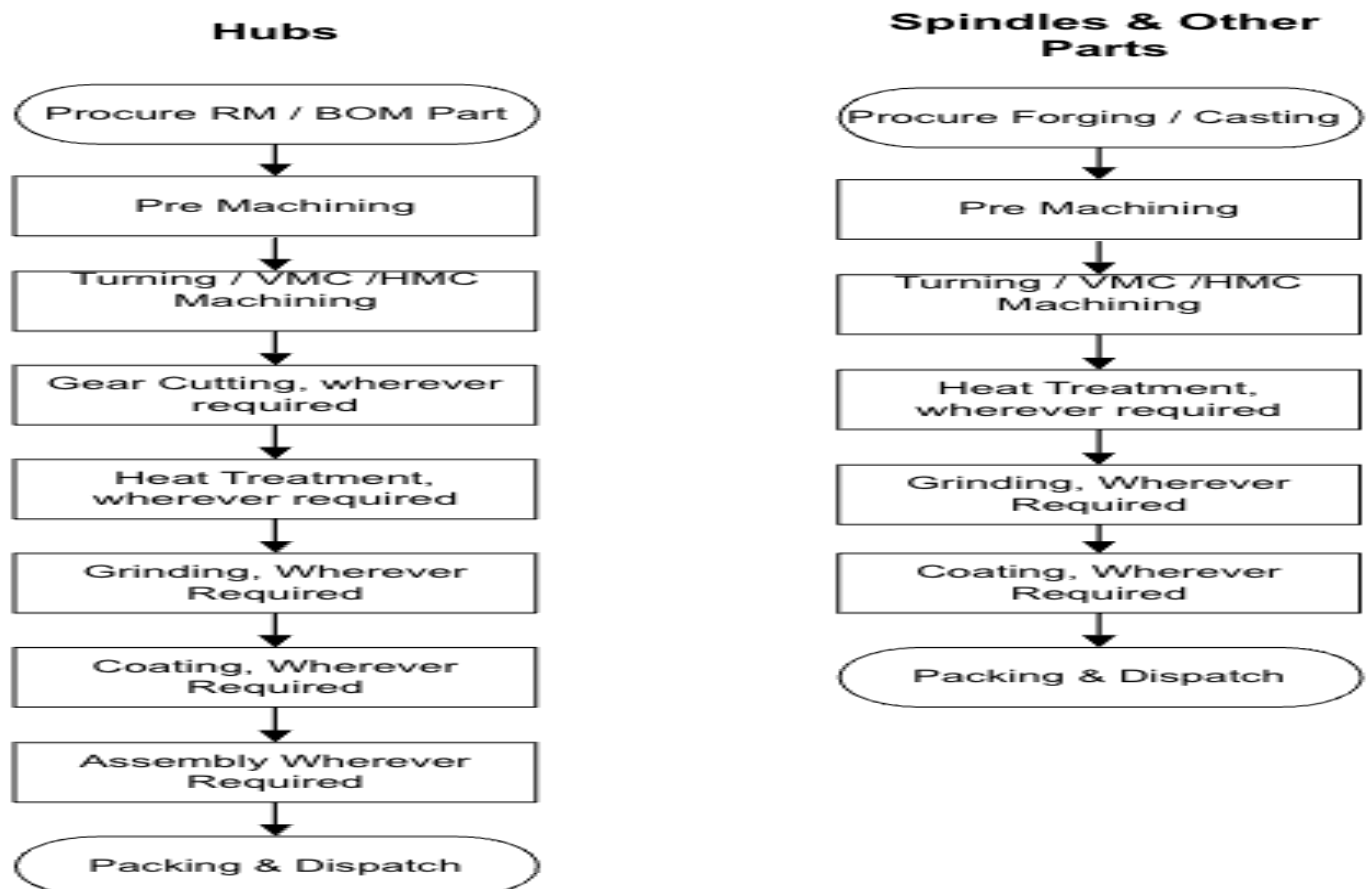 Hubs
Procure RM / BOM Part
Pre Machining
Turning / VMC /HMC
Machining
Gear Cutting, wherever
required
Heat Treatment,
wherever required
Grinding, Wherever
Required
Coating, Wherever
Required
Assembly Wherever
Required
Packing & Dispatch
Spindles & Other
Parts
Procure Forging / Casting
Pre Machining
Turning / VMC /HMC
Machining
Heat Treatment,
wherever required
Grinding, Wherever
Required
Coating, Wherever
Required
Packing & Dispatch